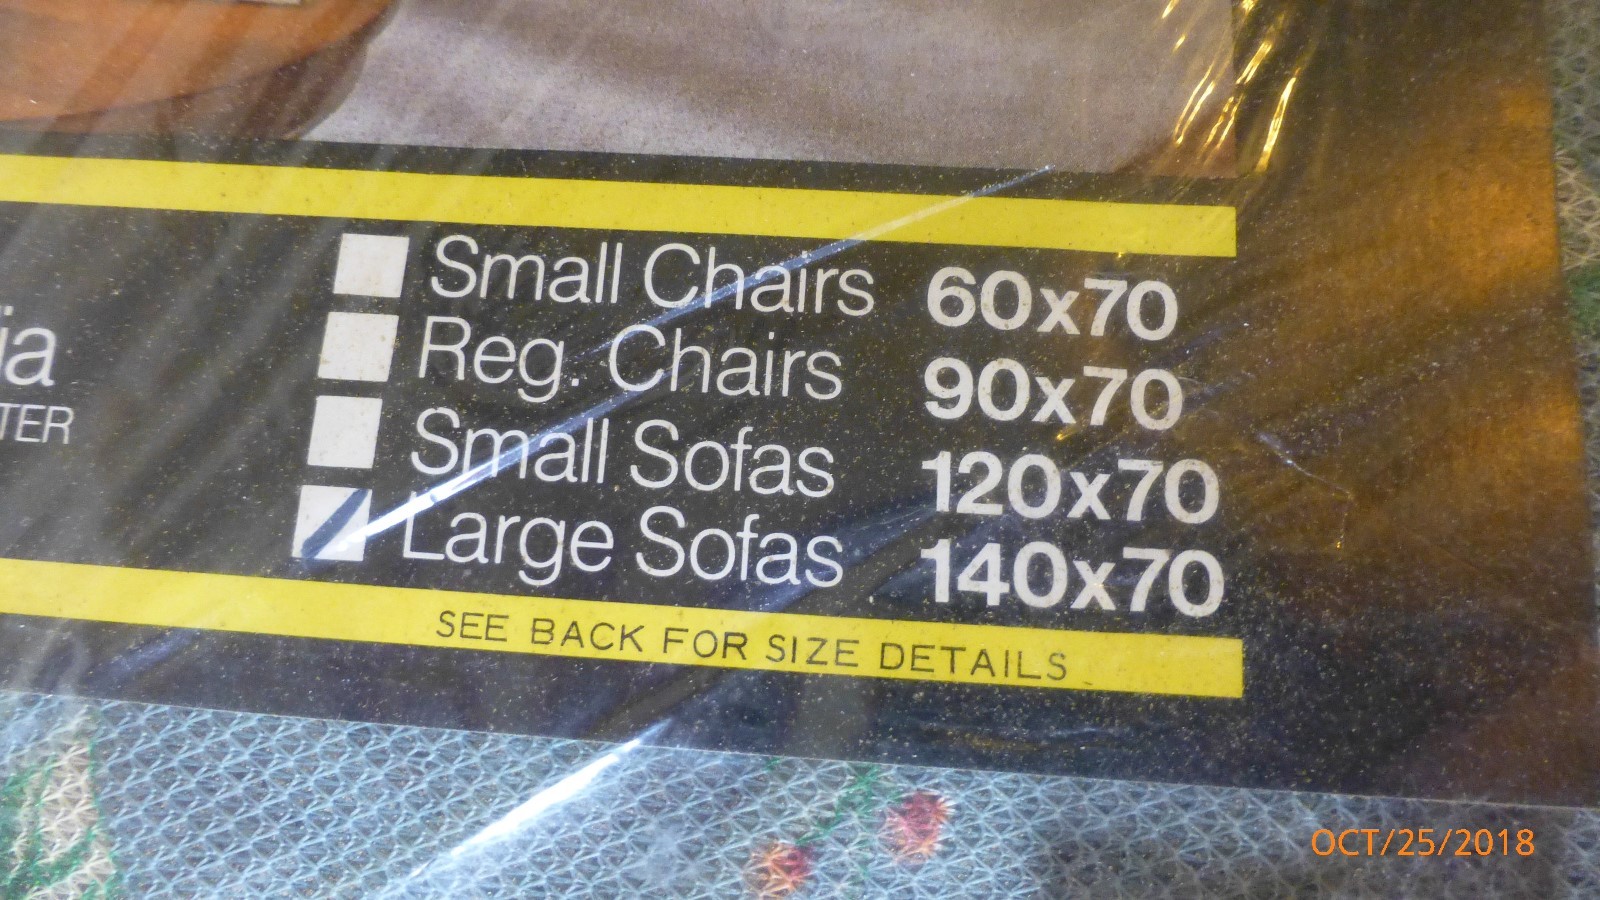 Small Chairs 60x70
Reg. Chairs 90x70
Small Sofas 120x70
Large Sofas 140x70
ia
TER
SEE BACK FOR SIZE DETAILS
OCT/25/2018